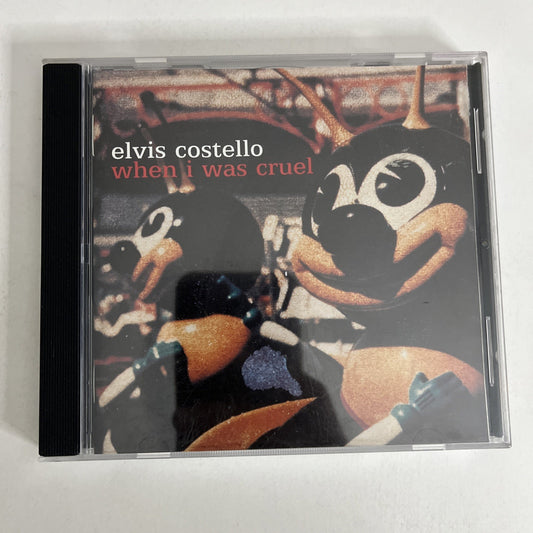 elvis costello
when i was cruel